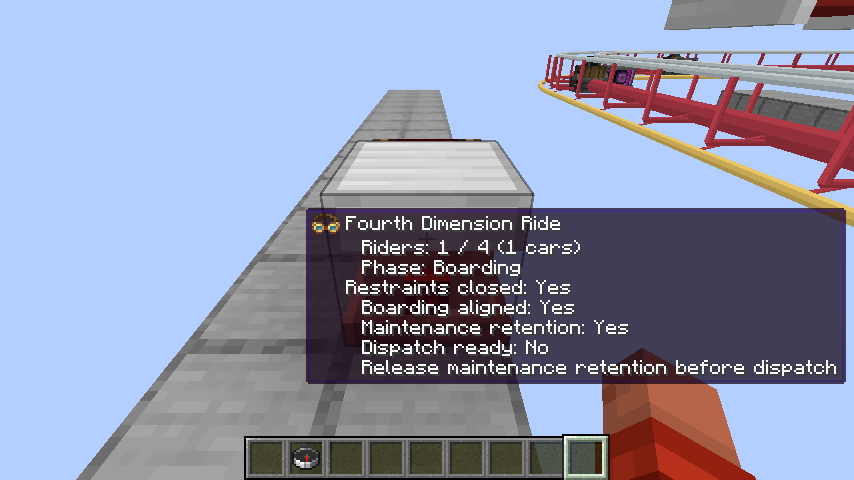 Fourth Dimension Ride
Riders: 1 / 4 (1 cars)
Phase: Boarding
Restraints closed: Yes
Boarding aligned: Yes
Maintenance retention: Yes
Dispatch ready: No
Release maintenance retention before dispatch